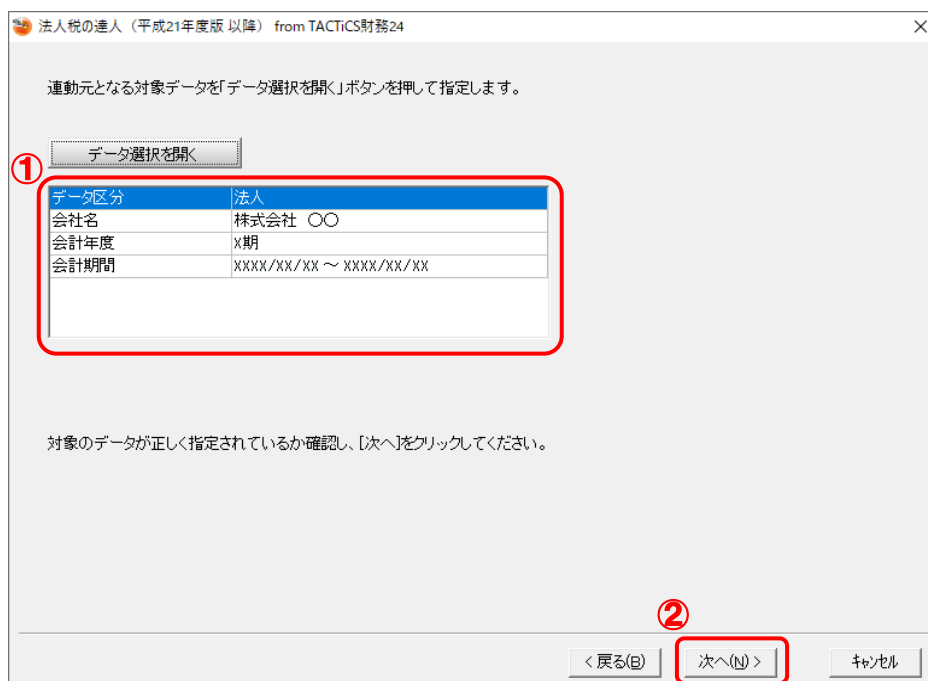 法人税の達人（平成21年度版 以降） from TACTiCS財務24
連動元となる対象データを「データ選択を開く」ボタンを押して指定します。
データ選択を開く
①
データ区分 法人
会社名 株式会社 〇〇
会計年度 X期
会計期間 XXXX/XX/XX ～ XXXX/XX/XX
対象のデータが正しく指定されているか確認し、[次へ]をクリックしてください。
②
< 戻る(B) 次へ(N) > キャンセル